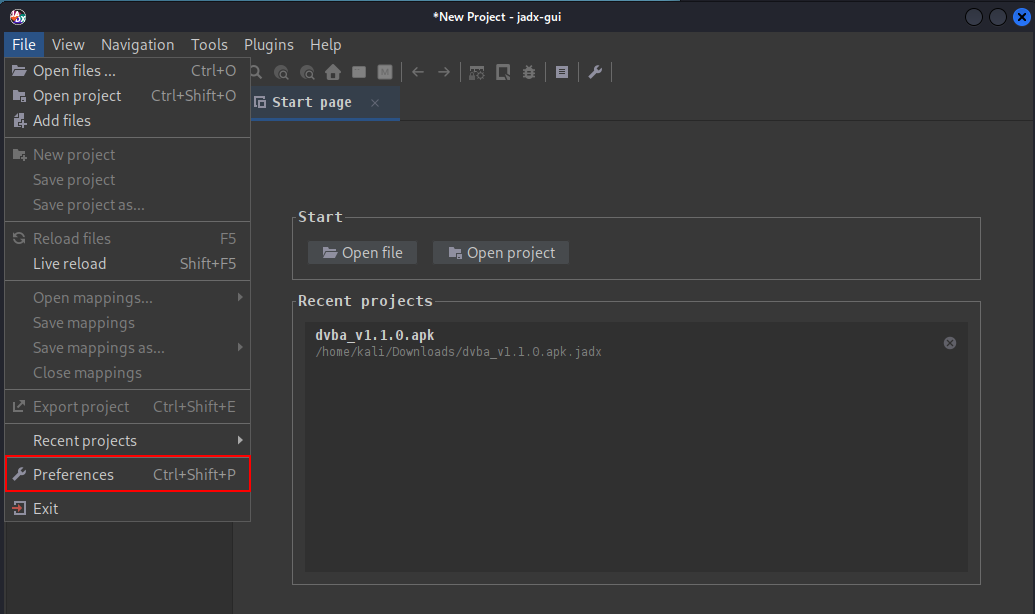 *New Project - jadx-gui
File View Navigation Tools Plugins Help
Open files ... Ctrl+O
Open project Ctrl+Shift+O
Add files
New project
Save project
Save project as...
Reload files F5
Live reload Shift+F5
Open mappings...
Save mappings
Save mappings as...
Close mappings
Export project Ctrl+Shift+E
Recent projects
Preferences Ctrl+Shift+P
Exit
Start page
Start
Open file Open project
Recent projects
dvba_v1.1.0.apk
/home/kali/Downloads/dvba_v1.1.0.apk.jadx